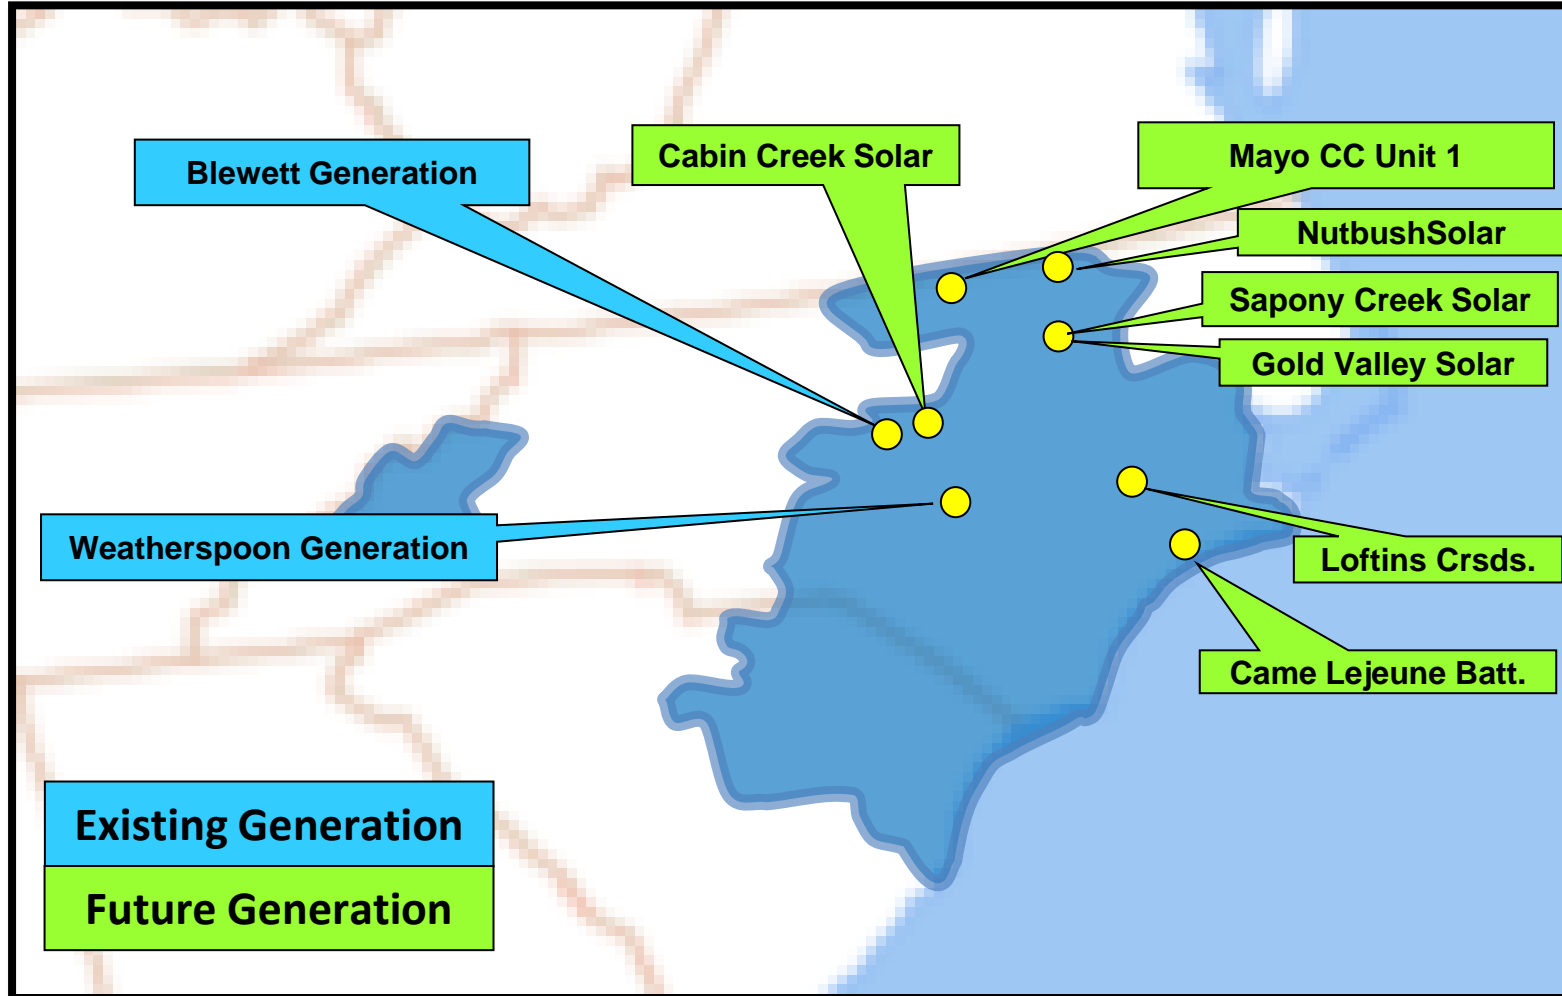 Cabin Creek Solar
Mayo CC Unit 1
Blewett Generation
NutbushSolar
Sapony Creek Solar
Gold Valley Solar
Weatherspoon Generation
Loftins Crsds.
Came Lejeune Batt.
Existing Generation
Future Generation